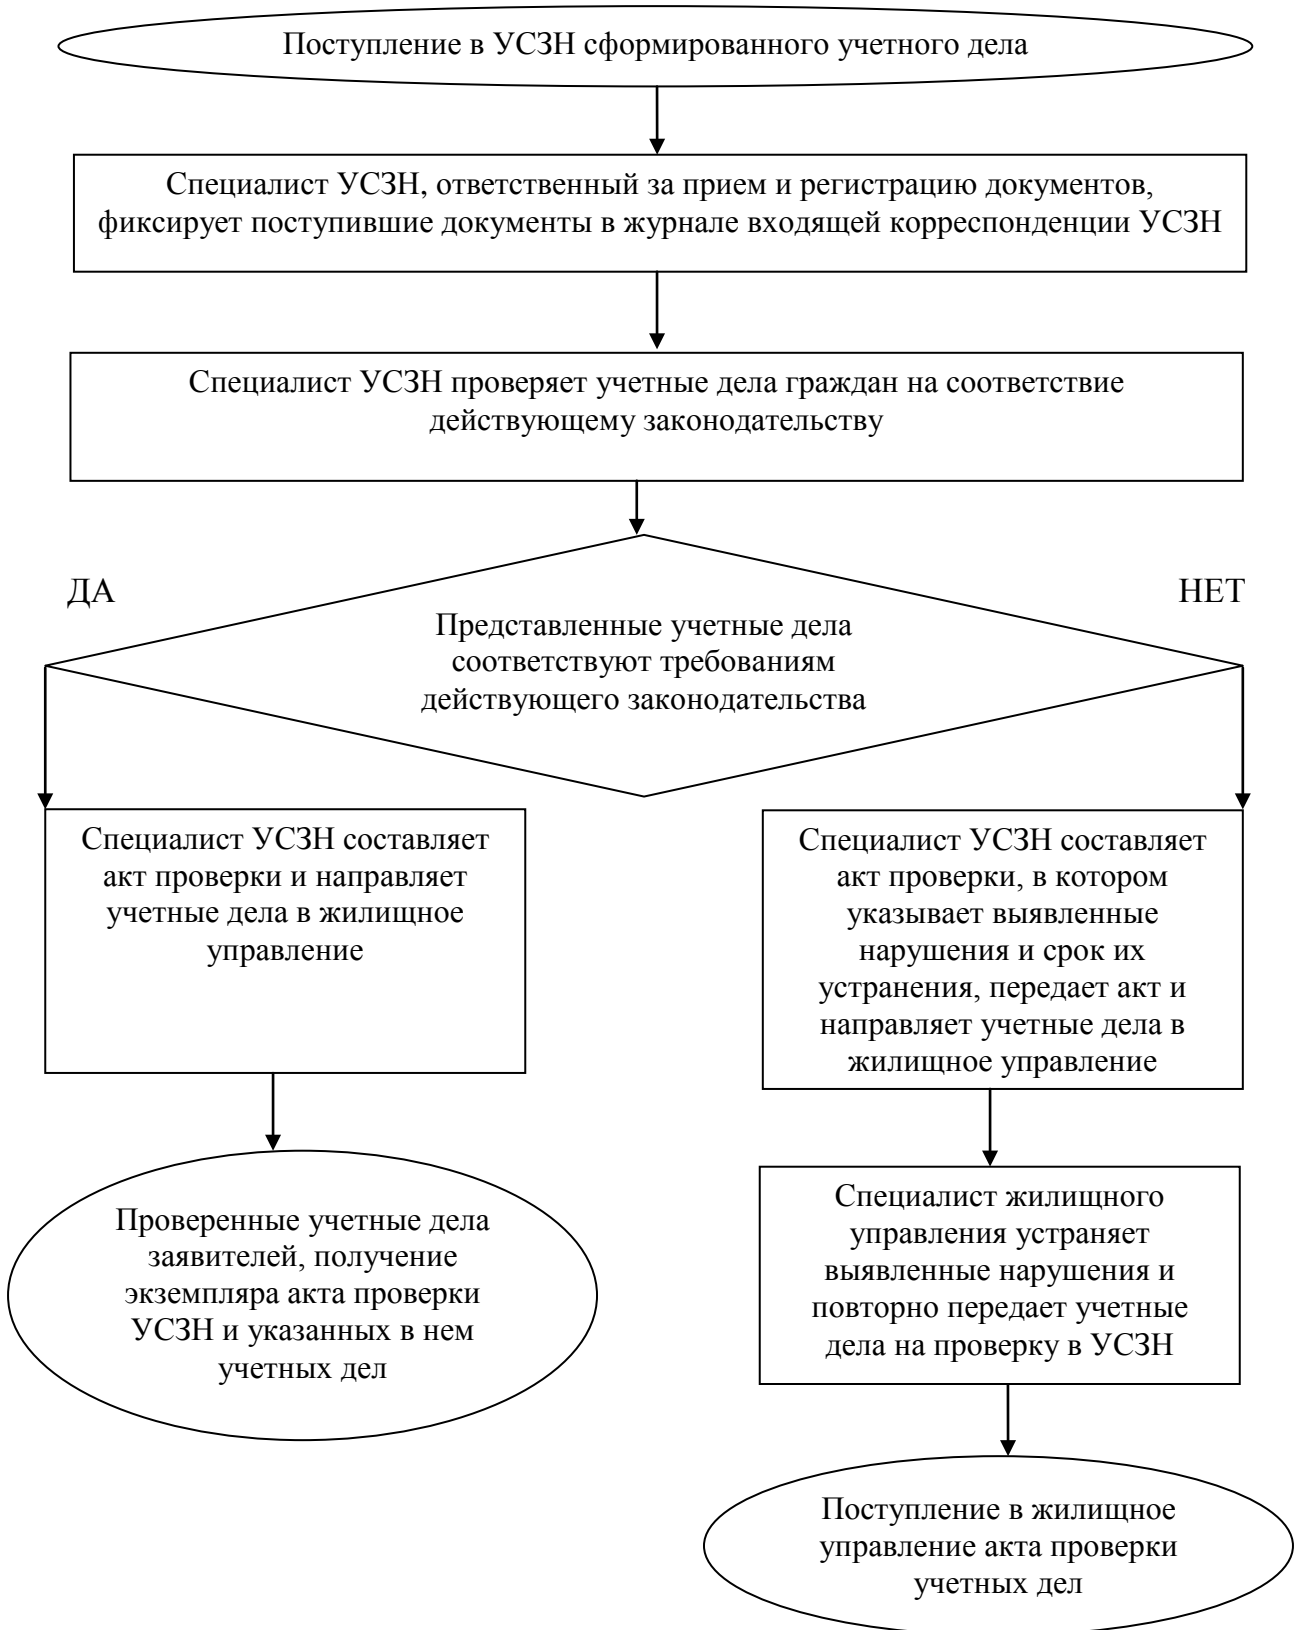 Поступление в УСЗН сформированного учетного дела
Специалист УСЗН, ответственный за прием и регистрацию документов,
фиксирует поступившие документы в журнале входящей корреспонденции УСЗН
Специалист УСЗН проверяет учетные дела граждан на соответствие
действующему законодательству
ДА
НЕТ
Представленные учетные дела
соответствуют требованиям
действующего законодательства
Специалист УСЗН составляет
акт проверки и направляет
учетные дела в жилищное
управление
Специалист УСЗН составляет
акт проверки, в котором
указывает выявленные
нарушения и срок их
устранения, передает акт и
направляет учетные дела в
жилищное управление
Проверенные учетные дела
заявителей, получение
экземпляра акта проверки
УСЗН и указанных в нем
учетных дел
Специалист жилищного
управления устраняет
выявленные нарушения и
повторно передает учетные
дела на проверку в УСЗН
Поступление в жилищное
управление акта проверки
учетных дел